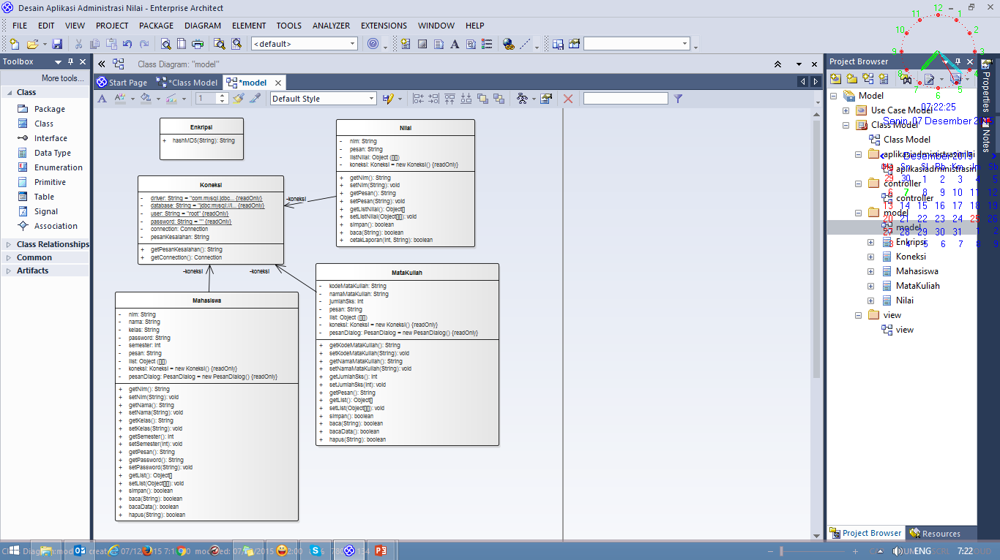 Desain Aplikasi Administrasi Nilai - Enterprise Architect
FILE EDIT VIEW PROJECT PACKAGE DIAGRAM ELEMENT TOOLS ANALYZER EXTENSIONS WINDOW HELP
<default>
Toolbox
More tools...
Class
Package
Class
Interface
Data Type
Enumeration
Primitive
Table
Signal
Association
Class Relationships
Common
Artifacts
Class Diagram: "model"
Start Page *Class Model *model
1 Default Style
Enkripsi
+ hashMD5(String): String
Nilai
- nim: String
- pesan: String
- listNilai: Object ([][])
- koneksi: Koneksi = new Koneksi() {readOnly}
+ getNim(): String
+ setNim(String): void
+ getPesan(): String
+ setPesan(String): void
+ getListNilai(): Object[]
+ setListNilai(Object[][]): void
+ simpan(): boolean
+ baca(String): boolean
+ cetakLaporan(int, String): boolean
Koneksi
- driver: String = "com.mysql.jdbc... {readOnly}
- database: String = "jdbc:mysql://l... {readOnly}
- user: String = "root" {readOnly}
- password: String = "" {readOnly}
- connection: Connection
- pesanKesalahan: String
+ getPesanKesalahan(): String
+ getConnection(): Connection
-koneksi
-koneksi
-koneksi
MataKuliah
- kodeMataKuliah: String
- namaMataKuliah: String
- jumlahSks: int
- pesan: String
- list: Object ([][])
- koneksi: Koneksi = new Koneksi() {readOnly}
- pesanDialog: PesanDialog = new PesanDialog() {readOnly}
+ getKodeMataKuliah(): String
+ setKodeMataKuliah(String): void
+ getNamaMataKuliah(): String
+ setNamaMataKuliah(String): void
+ getJumlahSks(): int
+ setJumlahSks(int): void
+ getPesan(): String
+ getList(): Object[]
+ setList(Object[][]): void
+ simpan(): boolean
+ baca(String): boolean
+ bacaData(): boolean
+ hapus(String): boolean
Mahasiswa
- nim: String
- nama: String
- kelas: String
- password: String
- semester: int
- pesan: String
- list: Object ([][])
- koneksi: Koneksi = new Koneksi() {readOnly}
- pesanDialog: PesanDialog = new PesanDialog() {readOnly}
+ getNim(): String
+ setNim(String): void
+ getNama(): String
+ setNama(String): void
+ getKelas(): String
+ setKelas(String): void
+ getSemester(): int
+ setSemester(int): void
+ getPesan(): String
+ getPassword(): String
+ setPassword(String): void
+ getList(): Object[]
+ setList(Object[][]): void
+ simpan(): boolean
+ baca(String): boolean
+ bacaData(): boolean
+ hapus(String): boolean
Project Browser
Model
Use Case Model
Class Model
Class Model
aplikasiadministrasinilai
aplikasiadministrasin
controller
controller
model
model
Enkripsi
Koneksi
Mahasiswa
MataKuliah
Nilai
view
view
Project Browser Resources
Properties
Notes
12 1 2 3 4 5 6 7 8 9 10 11
07:22:25
Senin, 07 Desember 2015
Desember 2015
Mg Sn Sl Rb Km Jm Sb
29 30 1 2 3 4 5
6 7 8 9 10 11 12
13 14 15 16 17 18 19
20 21 22 23 24 25 26
27 28 29 30 31 1 2
3 4 5 6 7 8 9
ENG 7:22